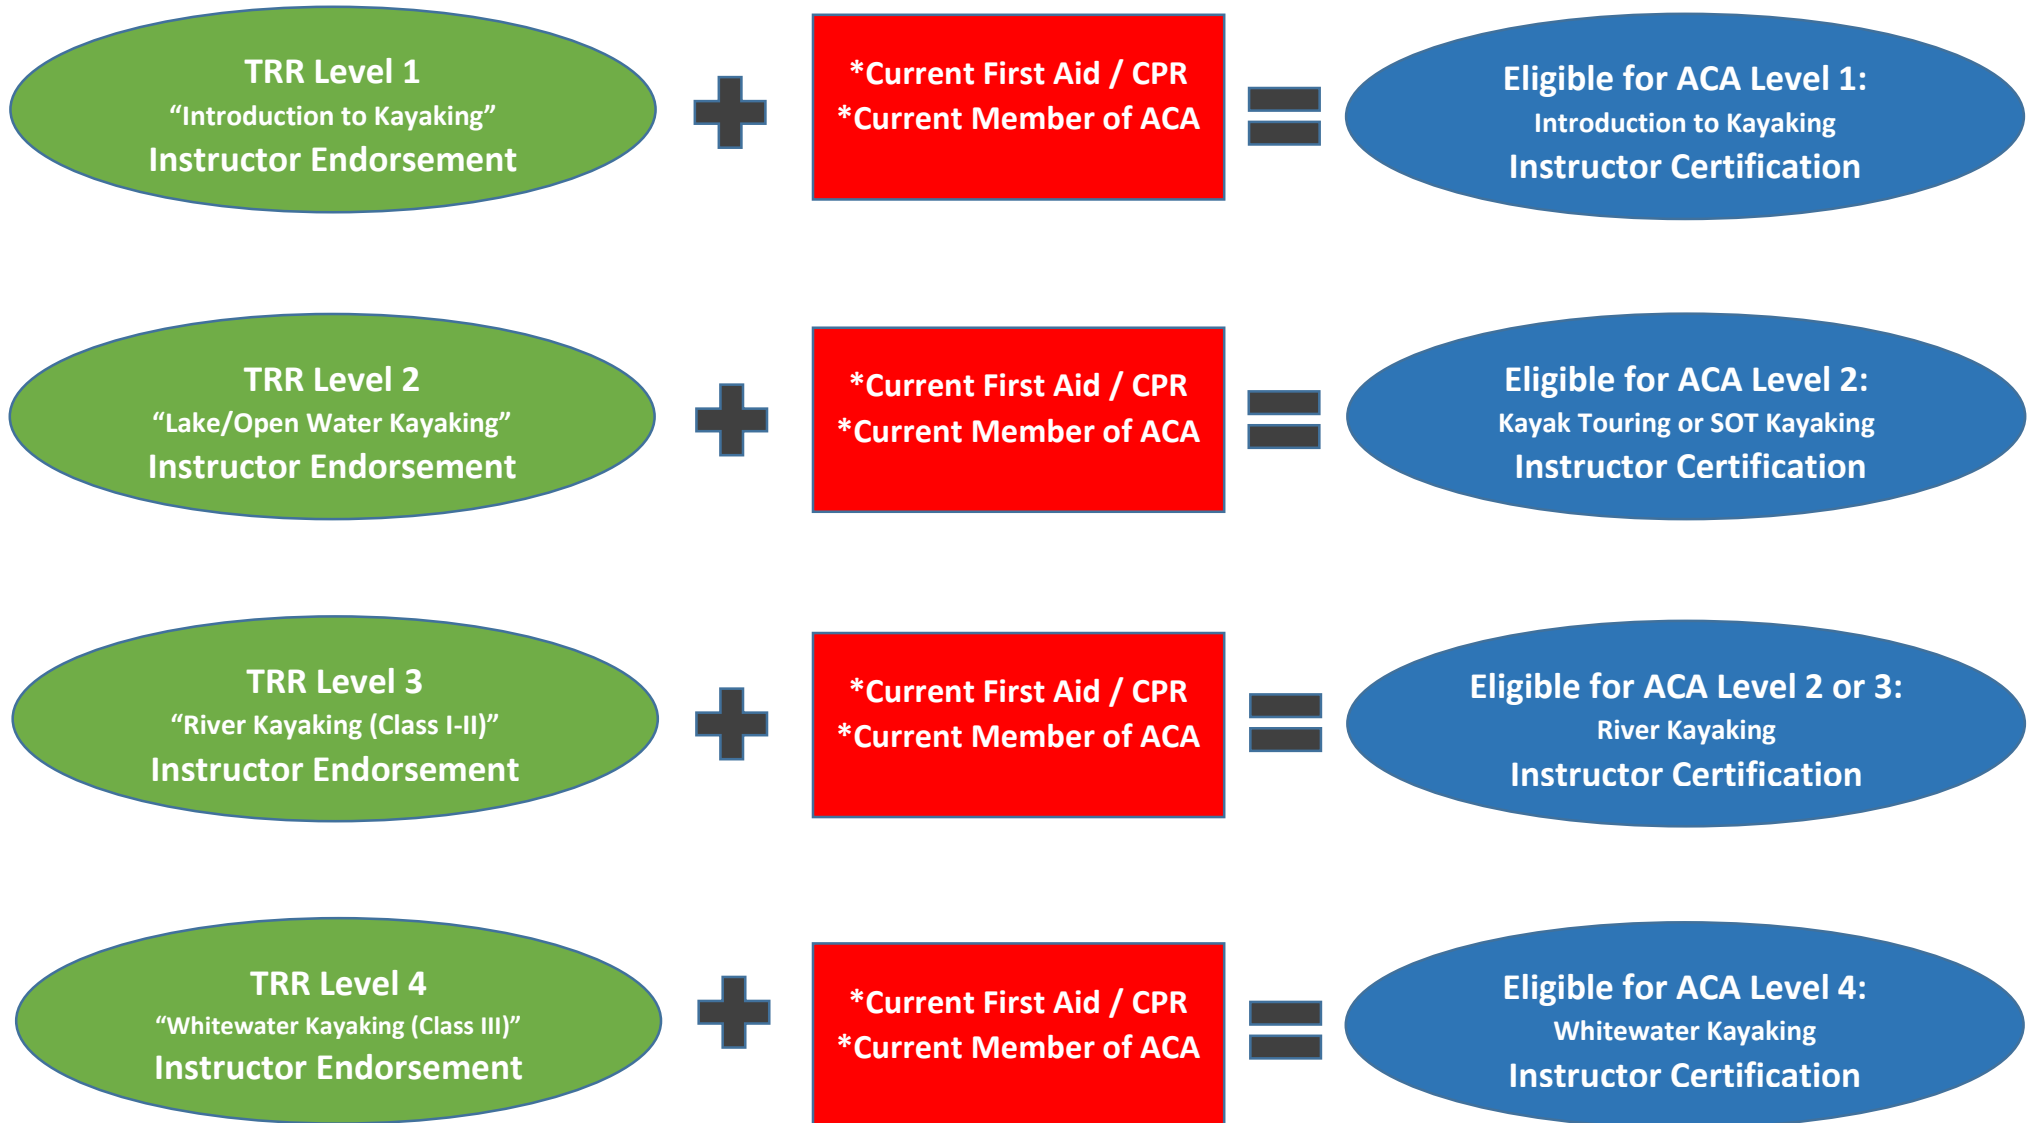 TRR Level 1
“Introduction to Kayaking”
Instructor Endorsement
*Current First Aid / CPR
*Current Member of ACA
Eligible for ACA Level 1:
Introduction to Kayaking
Instructor Certification
TRR Level 2
“Lake/Open Water Kayaking”
Instructor Endorsement
*Current First Aid / CPR
*Current Member of ACA
Eligible for ACA Level 2:
Kayak Touring or SOT Kayaking
Instructor Certification
TRR Level 3
“River Kayaking (Class I-II)”
Instructor Endorsement
*Current First Aid / CPR
*Current Member of ACA
Eligible for ACA Level 2 or 3:
River Kayaking
Instructor Certification
TRR Level 4
“Whitewater Kayaking (Class III)”
Instructor Endorsement
*Current First Aid / CPR
*Current Member of ACA
Eligible for ACA Level 4:
Whitewater Kayaking
Instructor Certification